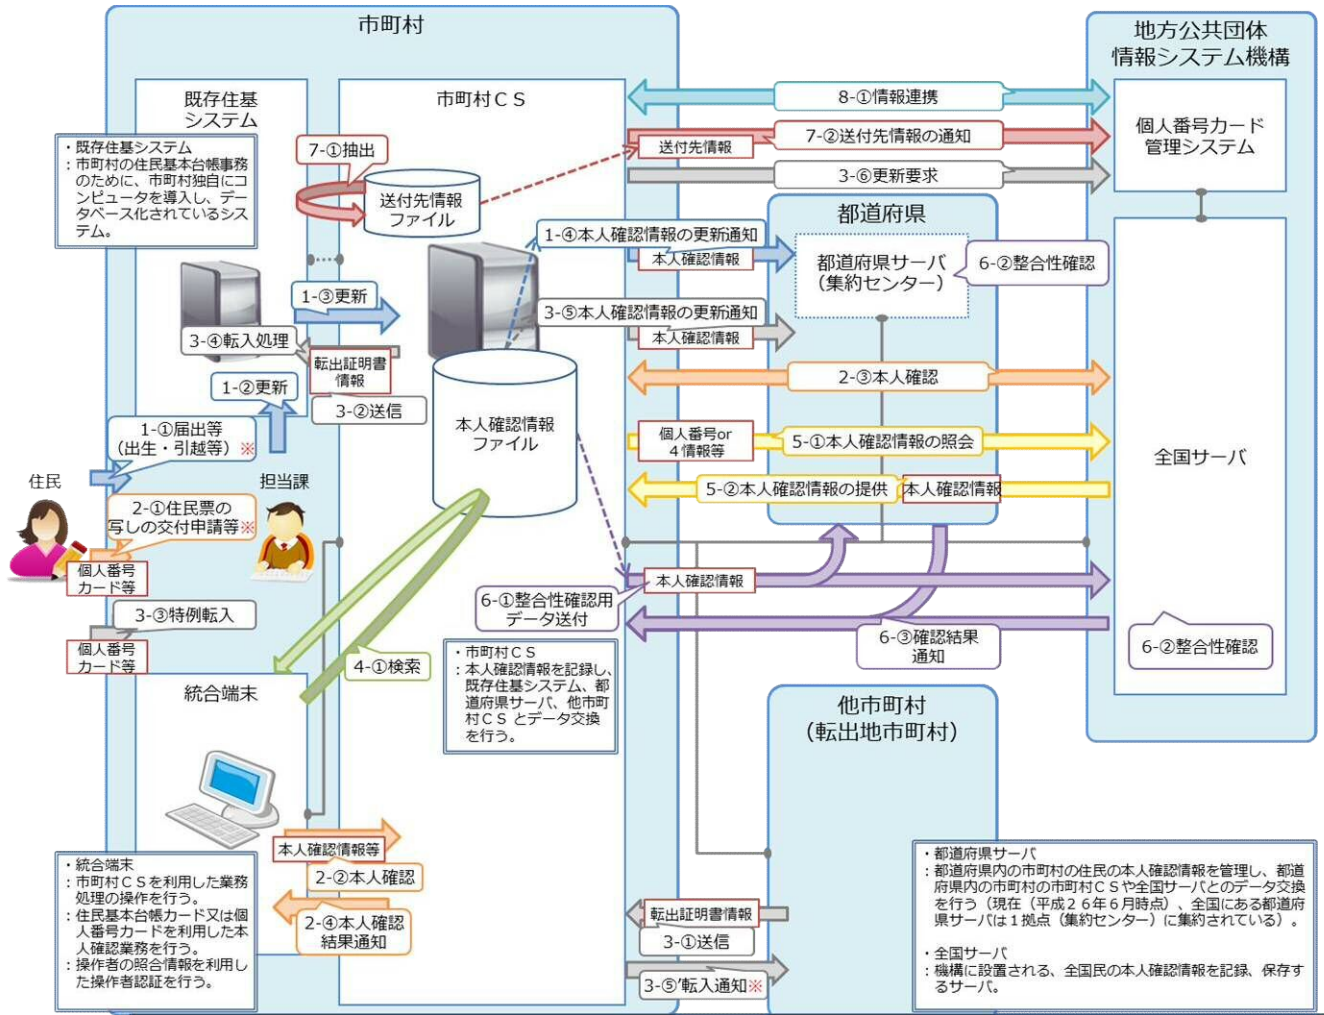 市町村
地方公共団体
情報システム機構
既存住基
システム
市町村ＣＳ
8-①情報連携
個人番号カード
管理システム
・既存住基システム
：市町村の住民基本台帳事務
のために、市町村独自にコ
ンピュータを導入し、デー
タベース化されているシス
テム。
7-①抽出
送付先情報
ファイル
7-②送付先情報の通知
送付先情報
3-⑥更新要求
都道府県
1-④本人確認情報の更新通知
本人確認情報
都道府県サーバ
（集約センター）
6-②整合性確認
1-③更新
3-⑤本人確認情報の更新通知
本人確認情報
3-④転入処理
転出証明書
情報
3-②送信
2-③本人確認
1-②更新
本人確認情報
ファイル
1-①届出等
（出生・引越等）※
個人番号or
４情報等
5-①本人確認情報の照会
全国サーバ
住民
担当課
5-②本人確認情報の提供
本人確認情報
2-①住民票の
写しの交付申請等※
個人番号
カード等
本人確認情報
6-①整合性確認用
データ送付
3-③特例転入
個人番号
カード等
6-③確認結果
通知
6-②整合性確認
4-①検索
・市町村ＣＳ
：本人確認情報を記録し、
既存住基システム、都
道府県サーバ、他市町
村ＣＳ とデータ交換
を行う。
統合端末
他市町村
（転出地市町村）
本人確認情報等
2-②本人確認
2-④本人確認
結果通知
・統合端末
：市町村ＣＳを利用した業務
処理の操作を行う。
：住民基本台帳カード又は個
人番号カードを利用した本
人確認業務を行う。
：操作者の照合情報を利用し
た操作者認証を行う。
転出証明書情報
3-①送信
3-⑤’転入通知※
・都道府県サーバ
：都道府県内の市町村の住民の本人確認情報を管理し、都道
府県内の市町村の市町村ＣＳや全国サーバとのデータ交換
を行う（現在（平成２６年６月時点）、全国にある都道府
県サーバは１拠点（集約センター）に集約されている）。
・全国サーバ
：機構に設置される、全国民の本人確認情報を記録、保存す
るサーバ。